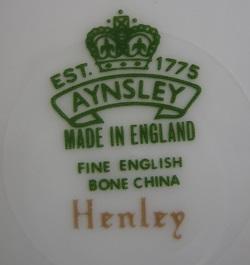 EST. 1775
AYNSLEY
MADE IN ENGLAND
FINE ENGLISH
BONE CHINA
Henley